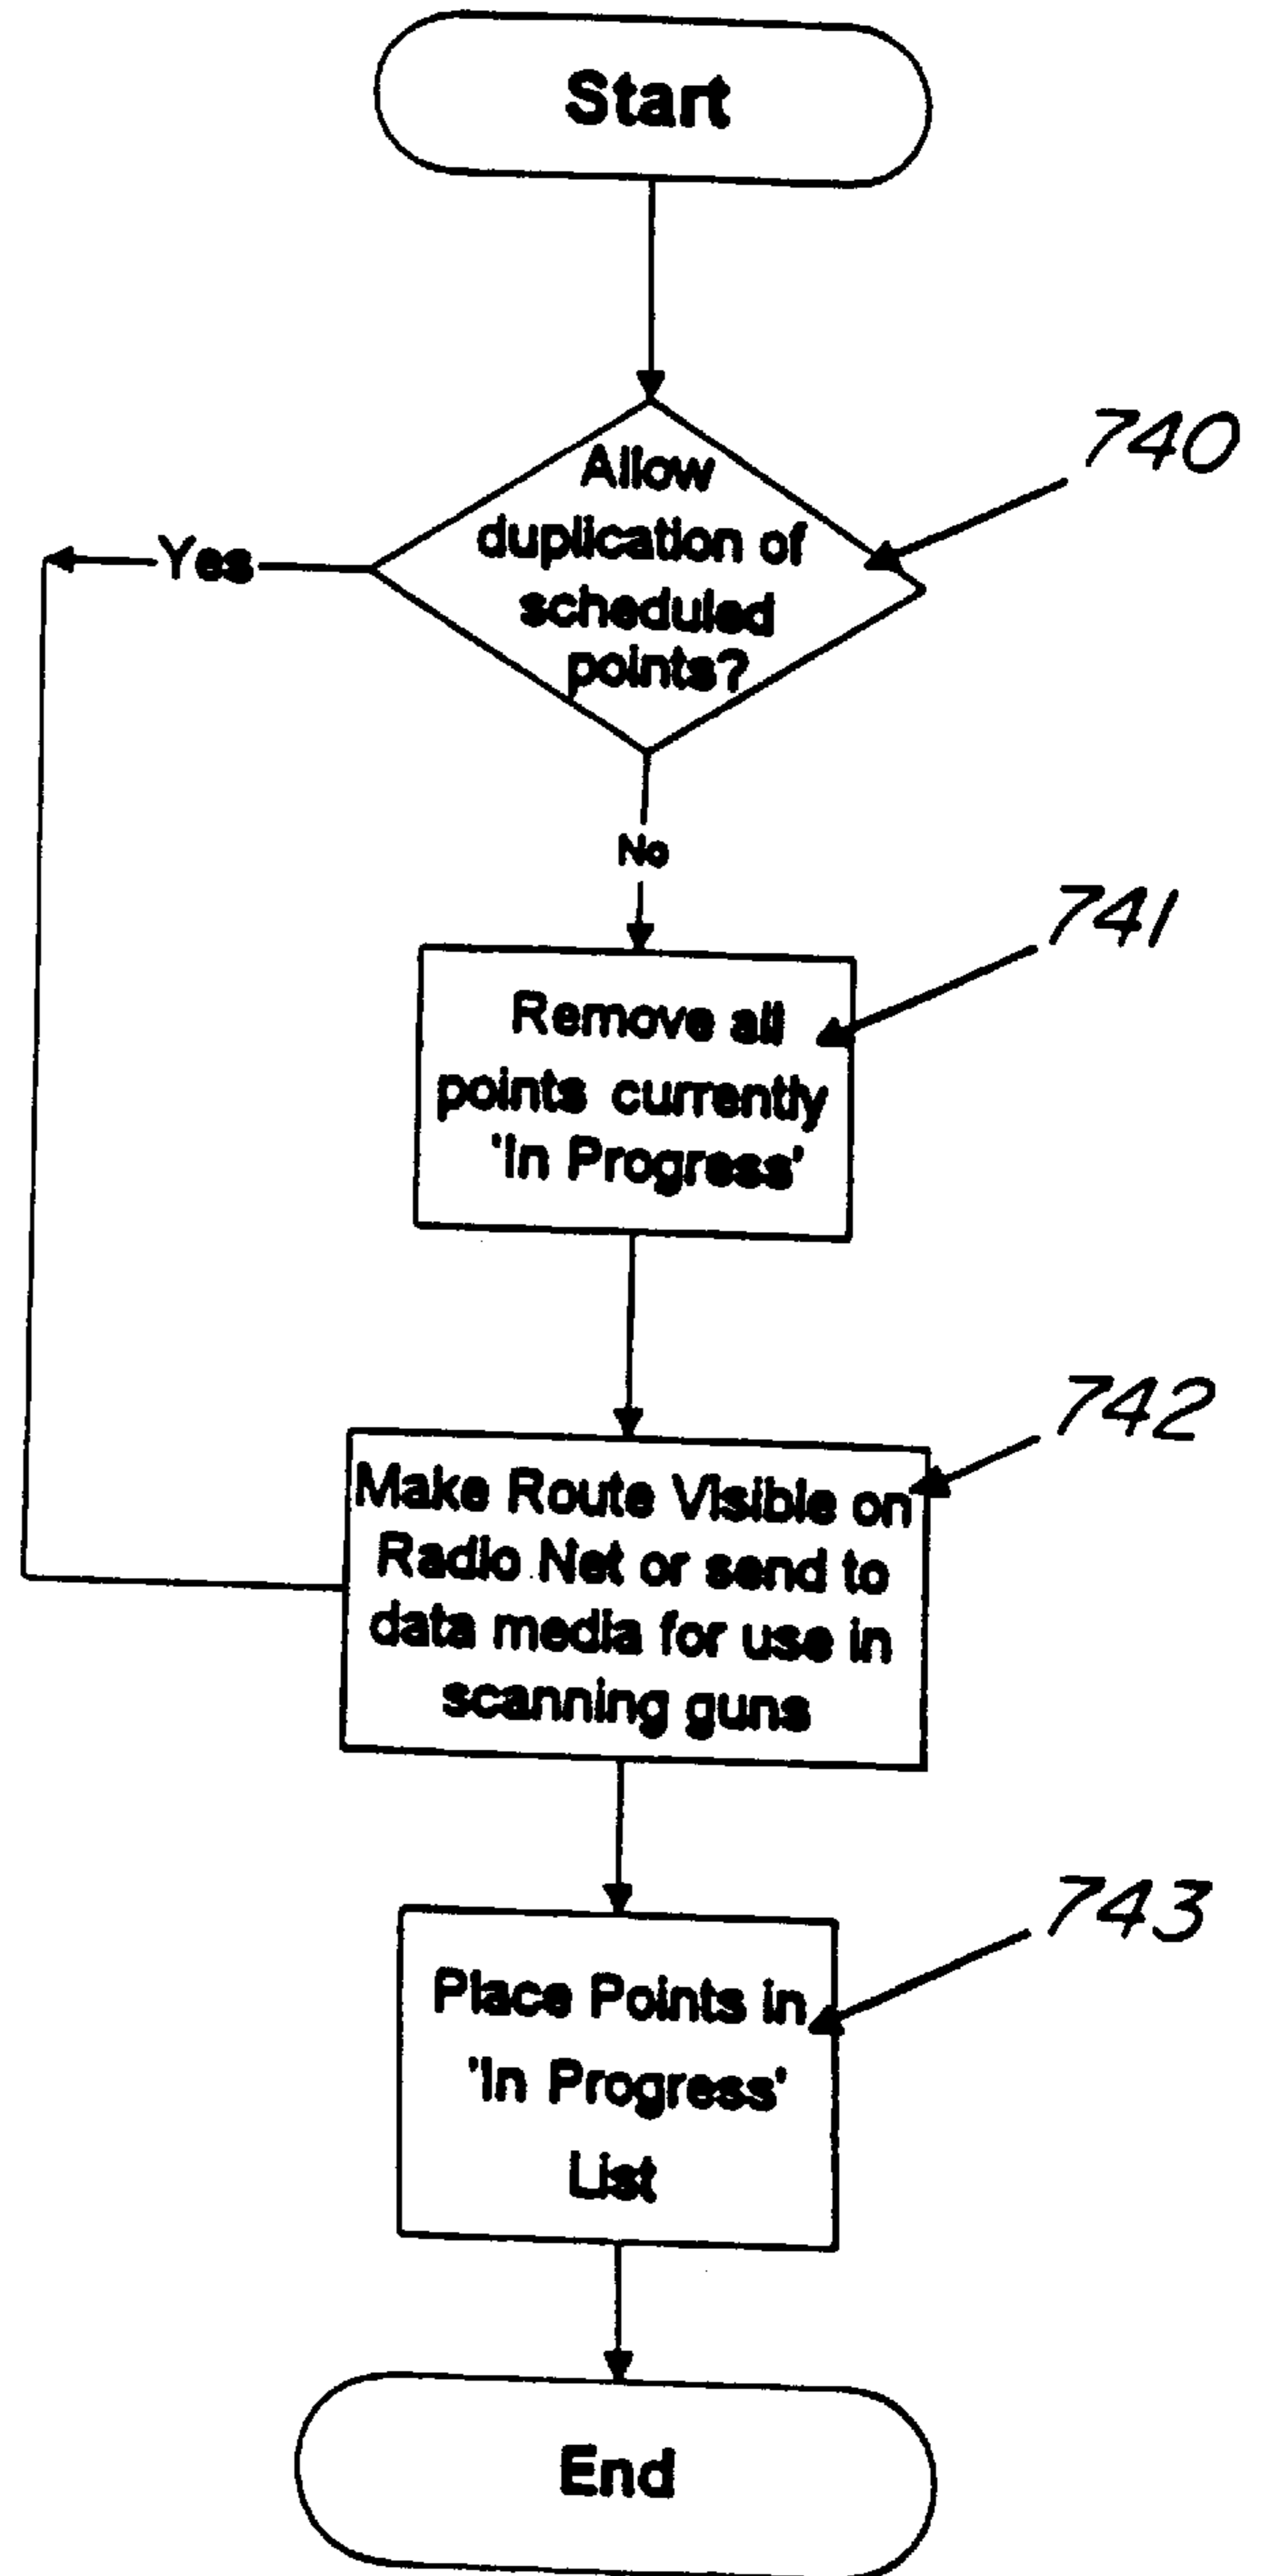 Start
740
Allow
duplication of
scheduled
points?
Yes
No
741
Remove all
points currently
'In Progress'
742
Make Route Visible on
Radio Net or send to
data media for use in
scanning guns
743
Place Points in
'In Progress'
List
End